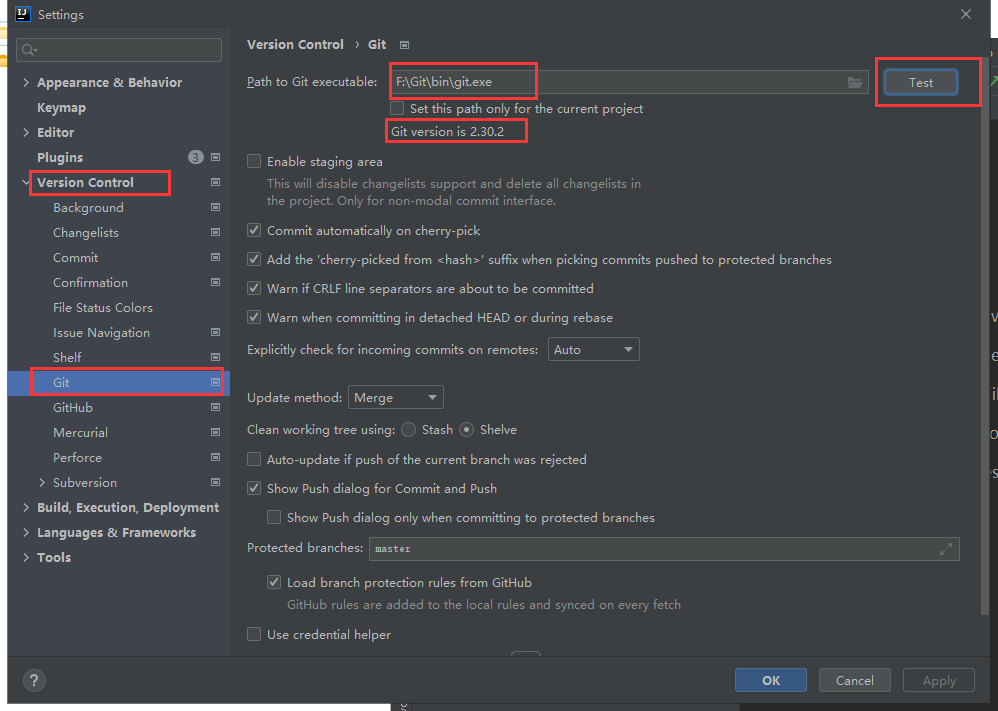 Settings
Appearance & Behavior
Keymap
Editor
Plugins 3
Version Control
Background
Changelists
Commit
Confirmation
File Status Colors
Issue Navigation
Shelf
Git
GitHub
Mercurial
Perforce
Subversion
Build, Execution, Deployment
Languages & Frameworks
Tools
Version Control › Git
Path to Git executable: F:\Git\bin\git.exe Test
Set this path only for the current project
Git version is 2.30.2
Enable staging area
This will disable changelists support and delete all changelists in
the project. Only for non-modal commit interface.
Commit automatically on cherry-pick
Add the 'cherry-picked from <hash>' suffix when picking commits pushed to protected branches
Warn if CRLF line separators are about to be committed
Warn when committing in detached HEAD or during rebase
Explicitly check for incoming commits on remotes: Auto
Update method: Merge
Clean working tree using: Stash Shelve
Auto-update if push of the current branch was rejected
Show Push dialog for Commit and Push
Show Push dialog only when committing to protected branches
Protected branches: master
Load branch protection rules from GitHub
GitHub rules are added to the local rules and synced on every fetch
Use credential helper
? OK Cancel Apply